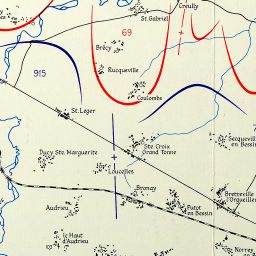 St.Gabriel
Creully
Brécy
69
Rucqueville
915
Coulombs
St.Leger
Ste.Croix
Grand Tonne
Secqueville
en Bessin
Ducy Ste. Marguerite
Loucelles
Bronay
Bretteville
l'Orgueilleuse
Audrieu
Putot
en Bessin
le Haut
d'Audrieu
Norrey